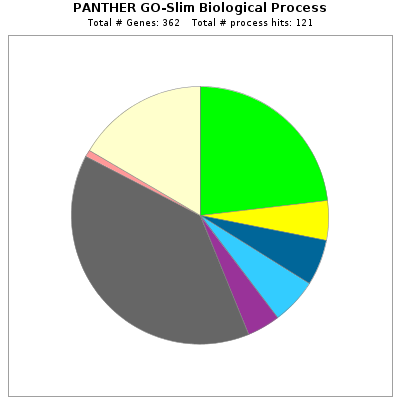 PANTHER GO-Slim Biological Process
Total # Genes: 362 Total # process hits: 121